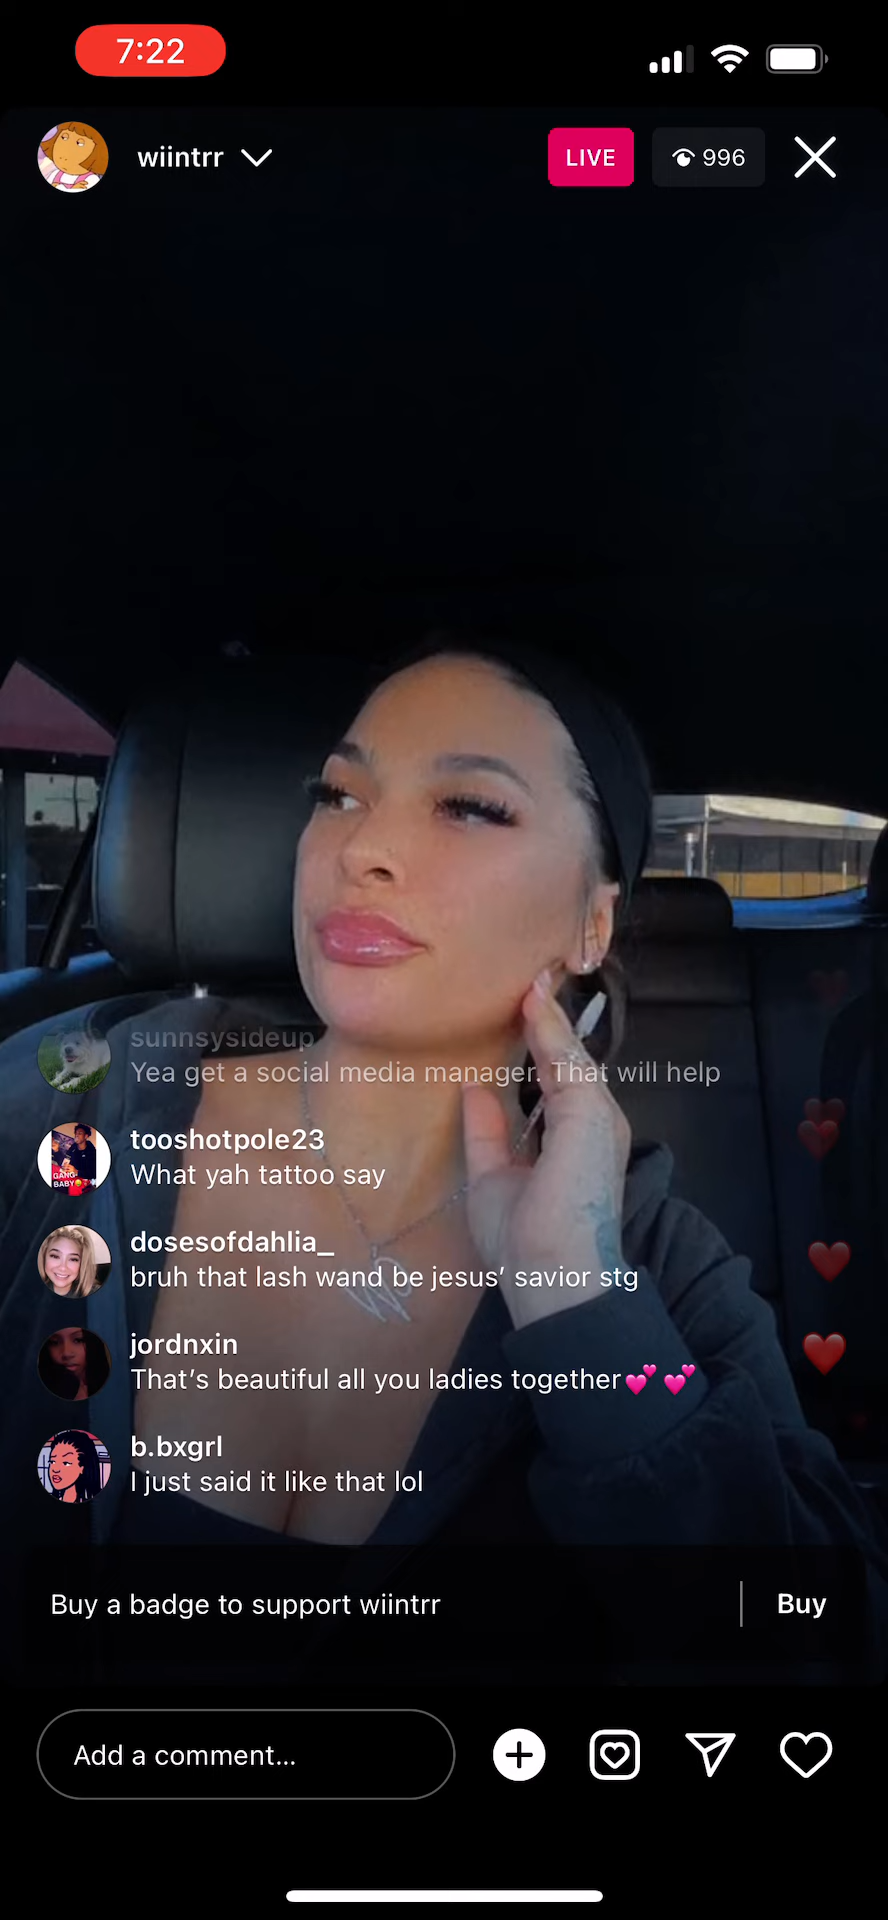 7:22
wiintrr
LIVE
996
sunnsysideup
Yea get a social media manager. That will help
tooshotpole23
What yah tattoo say
dosesofdahlia_
bruh that lash wand be jesus’ savior stg
jordnxin
That’s beautiful all you ladies together💕 💕
b.bxgrl
I just said it like that lol
Buy a badge to support wiintrr
Buy
Add a comment...